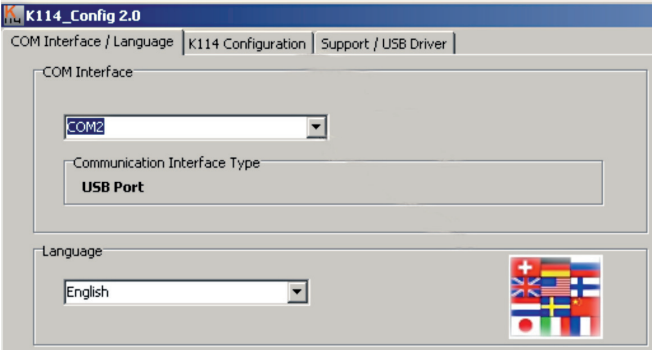 K114_Config 2.0
COM Interface / Language K114 Configuration Support / USB Driver
COM Interface
COM2
Communication Interface Type
USB Port
Language
English